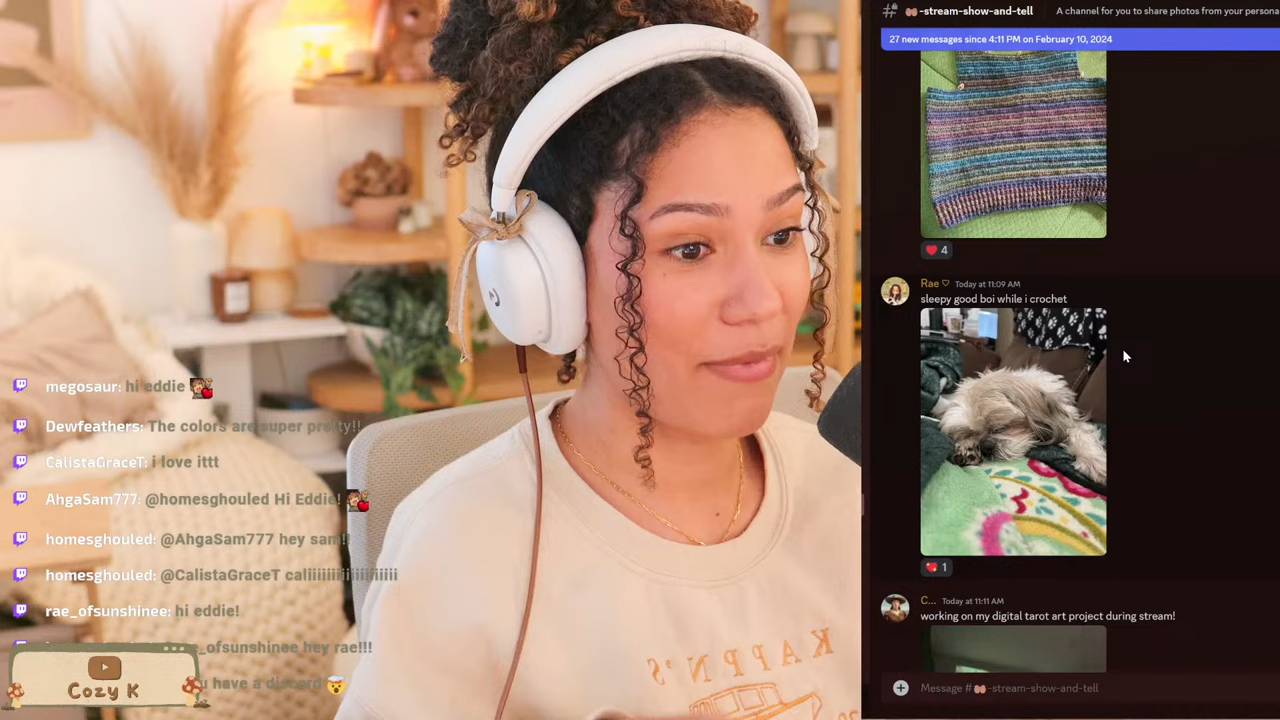 -stream-show-and-tell
A channel for you to share photos from your persona
27 new messages since 4:11 PM on February 10, 2024
4
Rae ♡ Today at 11:09 AM
sleepy good boi while i crochet
1
C... Today at 11:11 AM
working on my digital tarot art project during stream!
Message # -stream-show-and-tell
megosaur: hi eddie
Dewfeathers: The colors are super pretty!!
CalistaGraceT: i love ittt
AhgaSam777: @homesghouled Hi Eddie!
homesghouled: @AhgaSam777 hey sam!!
homesghouled: @CalistaGraceT caliiiiiiiiiiiiiiiiiii
rae_ofsunshinee: hi eddie!
e_ofsunshinee hey rae!!!
u have a discord
Cozy K
KAPP'N'S